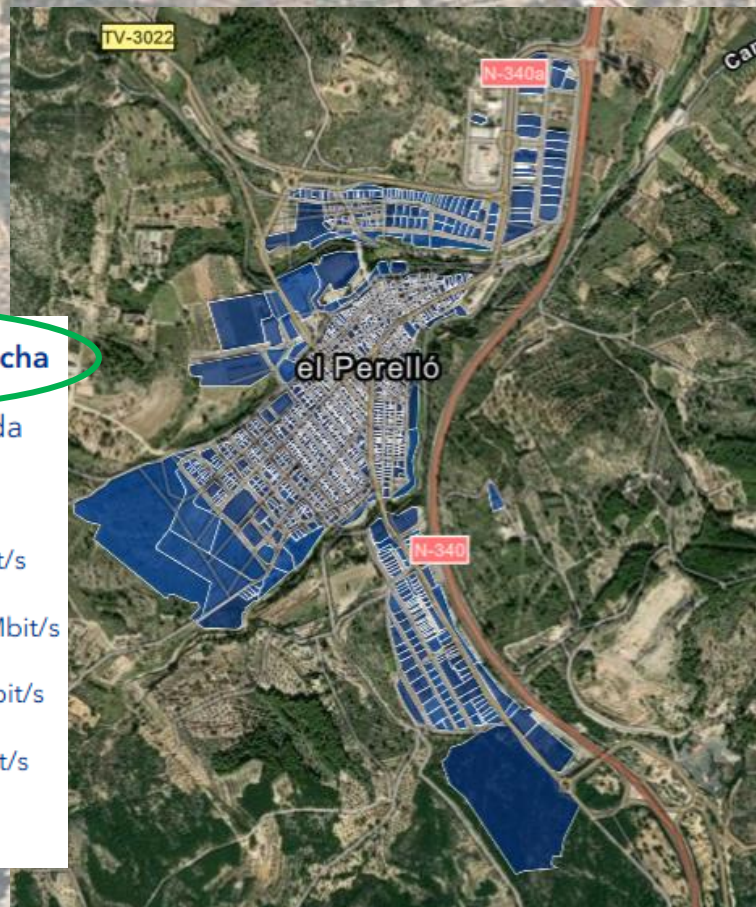 TV-3022
N-340a
Car
cha
da
el Perelló
t/s
Mbit/s
N-340
bit/s
t/s